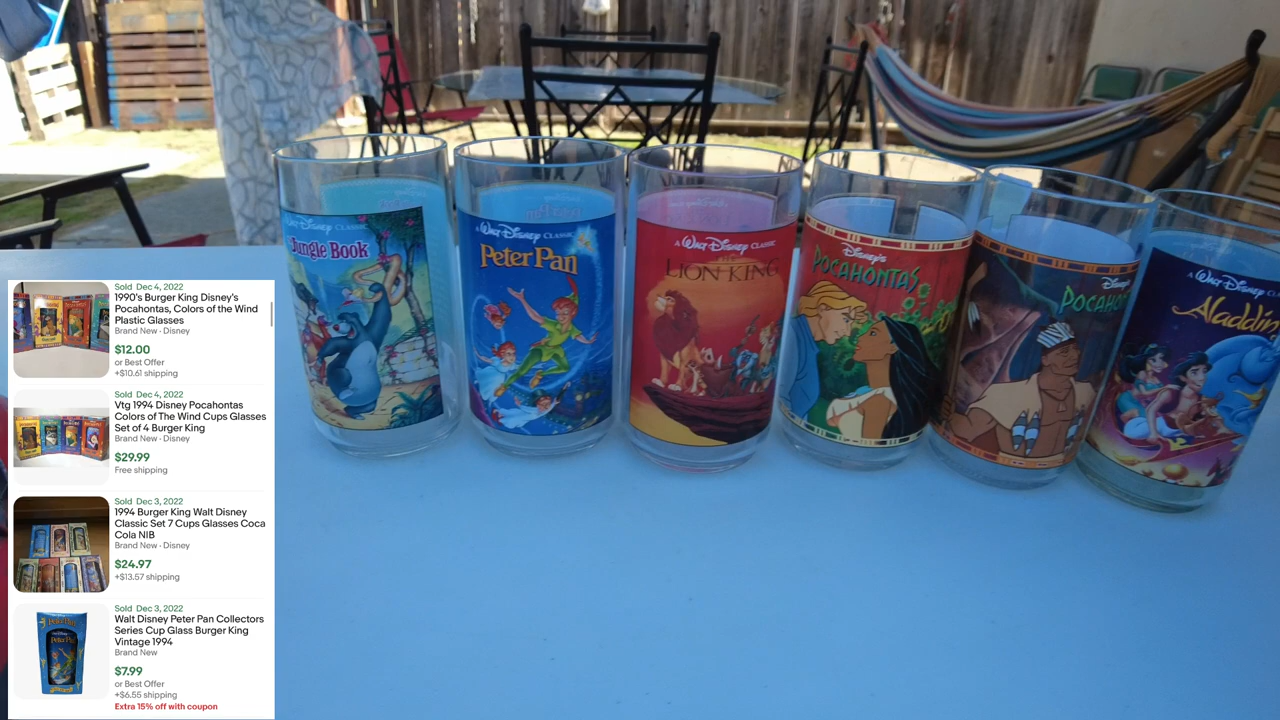 WALT DISNEY CLASSIC
Jungle Book
A WALT DISNEY CLASSIC
Peter Pan
A WALT DISNEY CLASSIC
THE
LION KING
DISNEY'S
POCAHONTAS
DISNEY'S
POCAHON
A WALT DISNEY CL
Aladdin
Sold Dec 4, 2022
1990's Burger King Disney's
Pocahontas, Colors of the Wind
Plastic Glasses
Brand New · Disney
$12.00
or Best Offer
+$10.61 shipping
Sold Dec 4, 2022
Vtg 1994 Disney Pocahontas
Colors of The Wind Cups Glasses
Set of 4 Burger King
Brand New · Disney
$29.99
Free shipping
Sold Dec 3, 2022
1994 Burger King Walt Disney
Classic Set 7 Cups Glasses Coca
Cola NIB
Brand New · Disney
$24.97
+$13.57 shipping
Sold Dec 3, 2022
Walt Disney Peter Pan Collectors
Series Cup Glass Burger King
Vintage 1994
Brand New
$7.99
or Best Offer
+$6.55 shipping
Extra 15% off with coupon